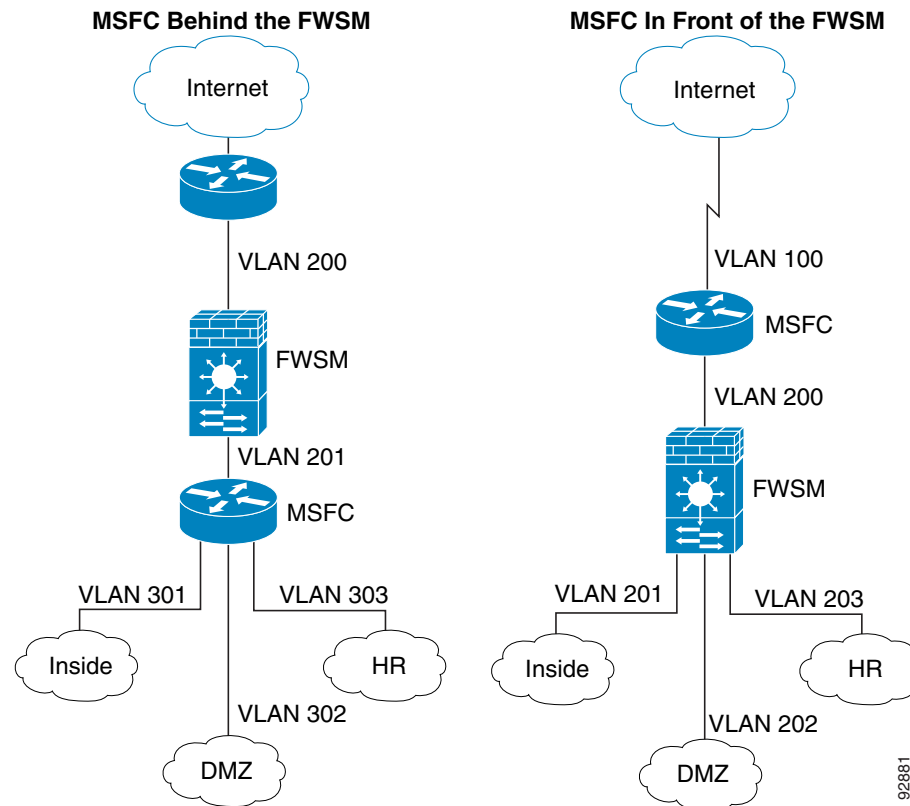 MSFC Behind the FWSM
Internet
VLAN 200
FWSM
VLAN 201
MSFC
VLAN 301
VLAN 303
Inside
HR
VLAN 302
DMZ
MSFC In Front of the FWSM
Internet
VLAN 100
MSFC
VLAN 200
FWSM
VLAN 201
VLAN 203
Inside
HR
VLAN 202
DMZ
92881